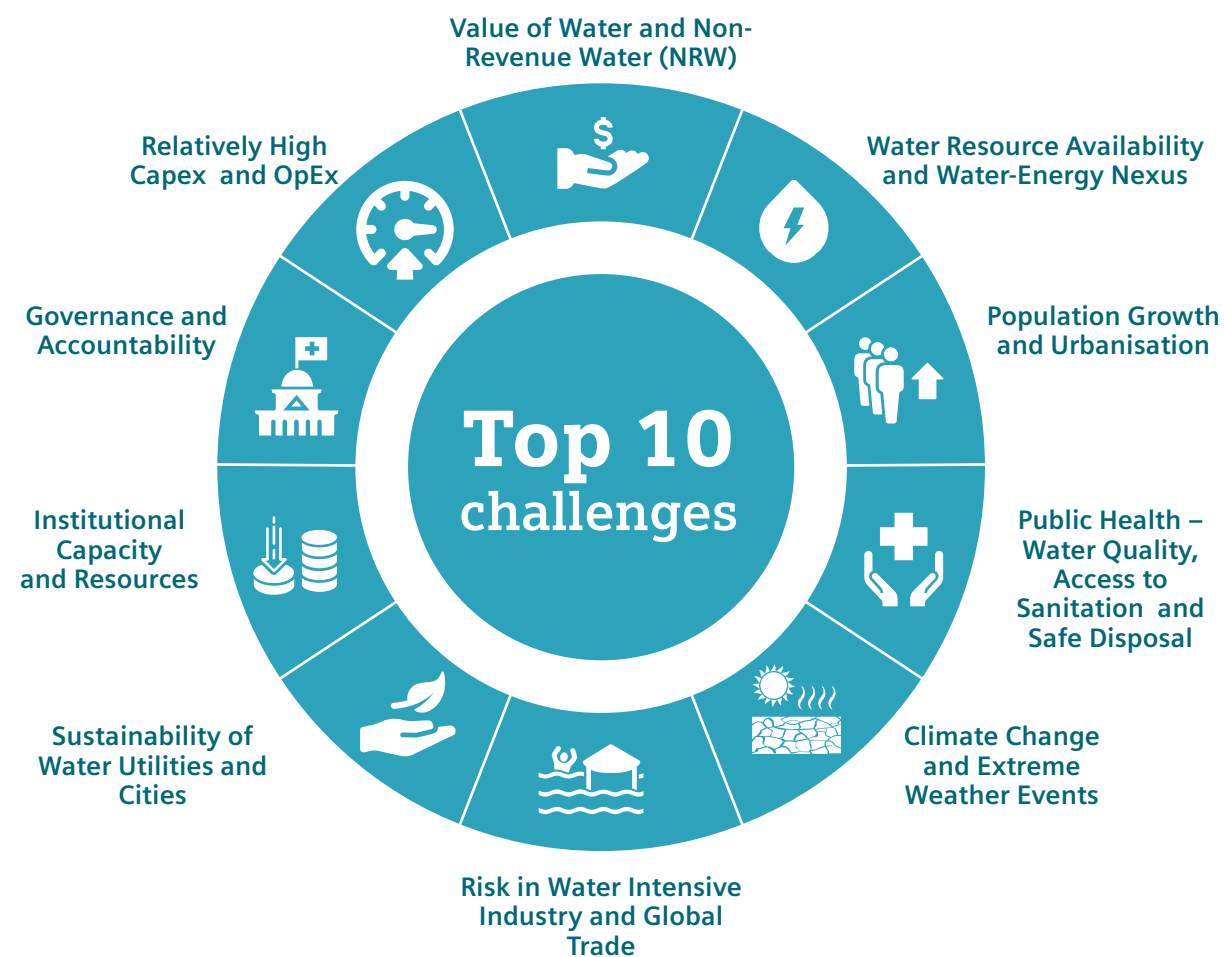 Value of Water and Non-
Revenue Water (NRW)
Water Resource Availability
and Water-Energy Nexus
Population Growth
and Urbanisation
Public Health –
Water Quality,
Access to
Sanitation and
Safe Disposal
Climate Change
and Extreme
Weather Events
Risk in Water Intensive
Industry and Global
Trade
Sustainability of
Water Utilities and
Cities
Institutional
Capacity
and Resources
Governance and
Accountability
Relatively High
Capex and OpEx
$
Top 10
challenges